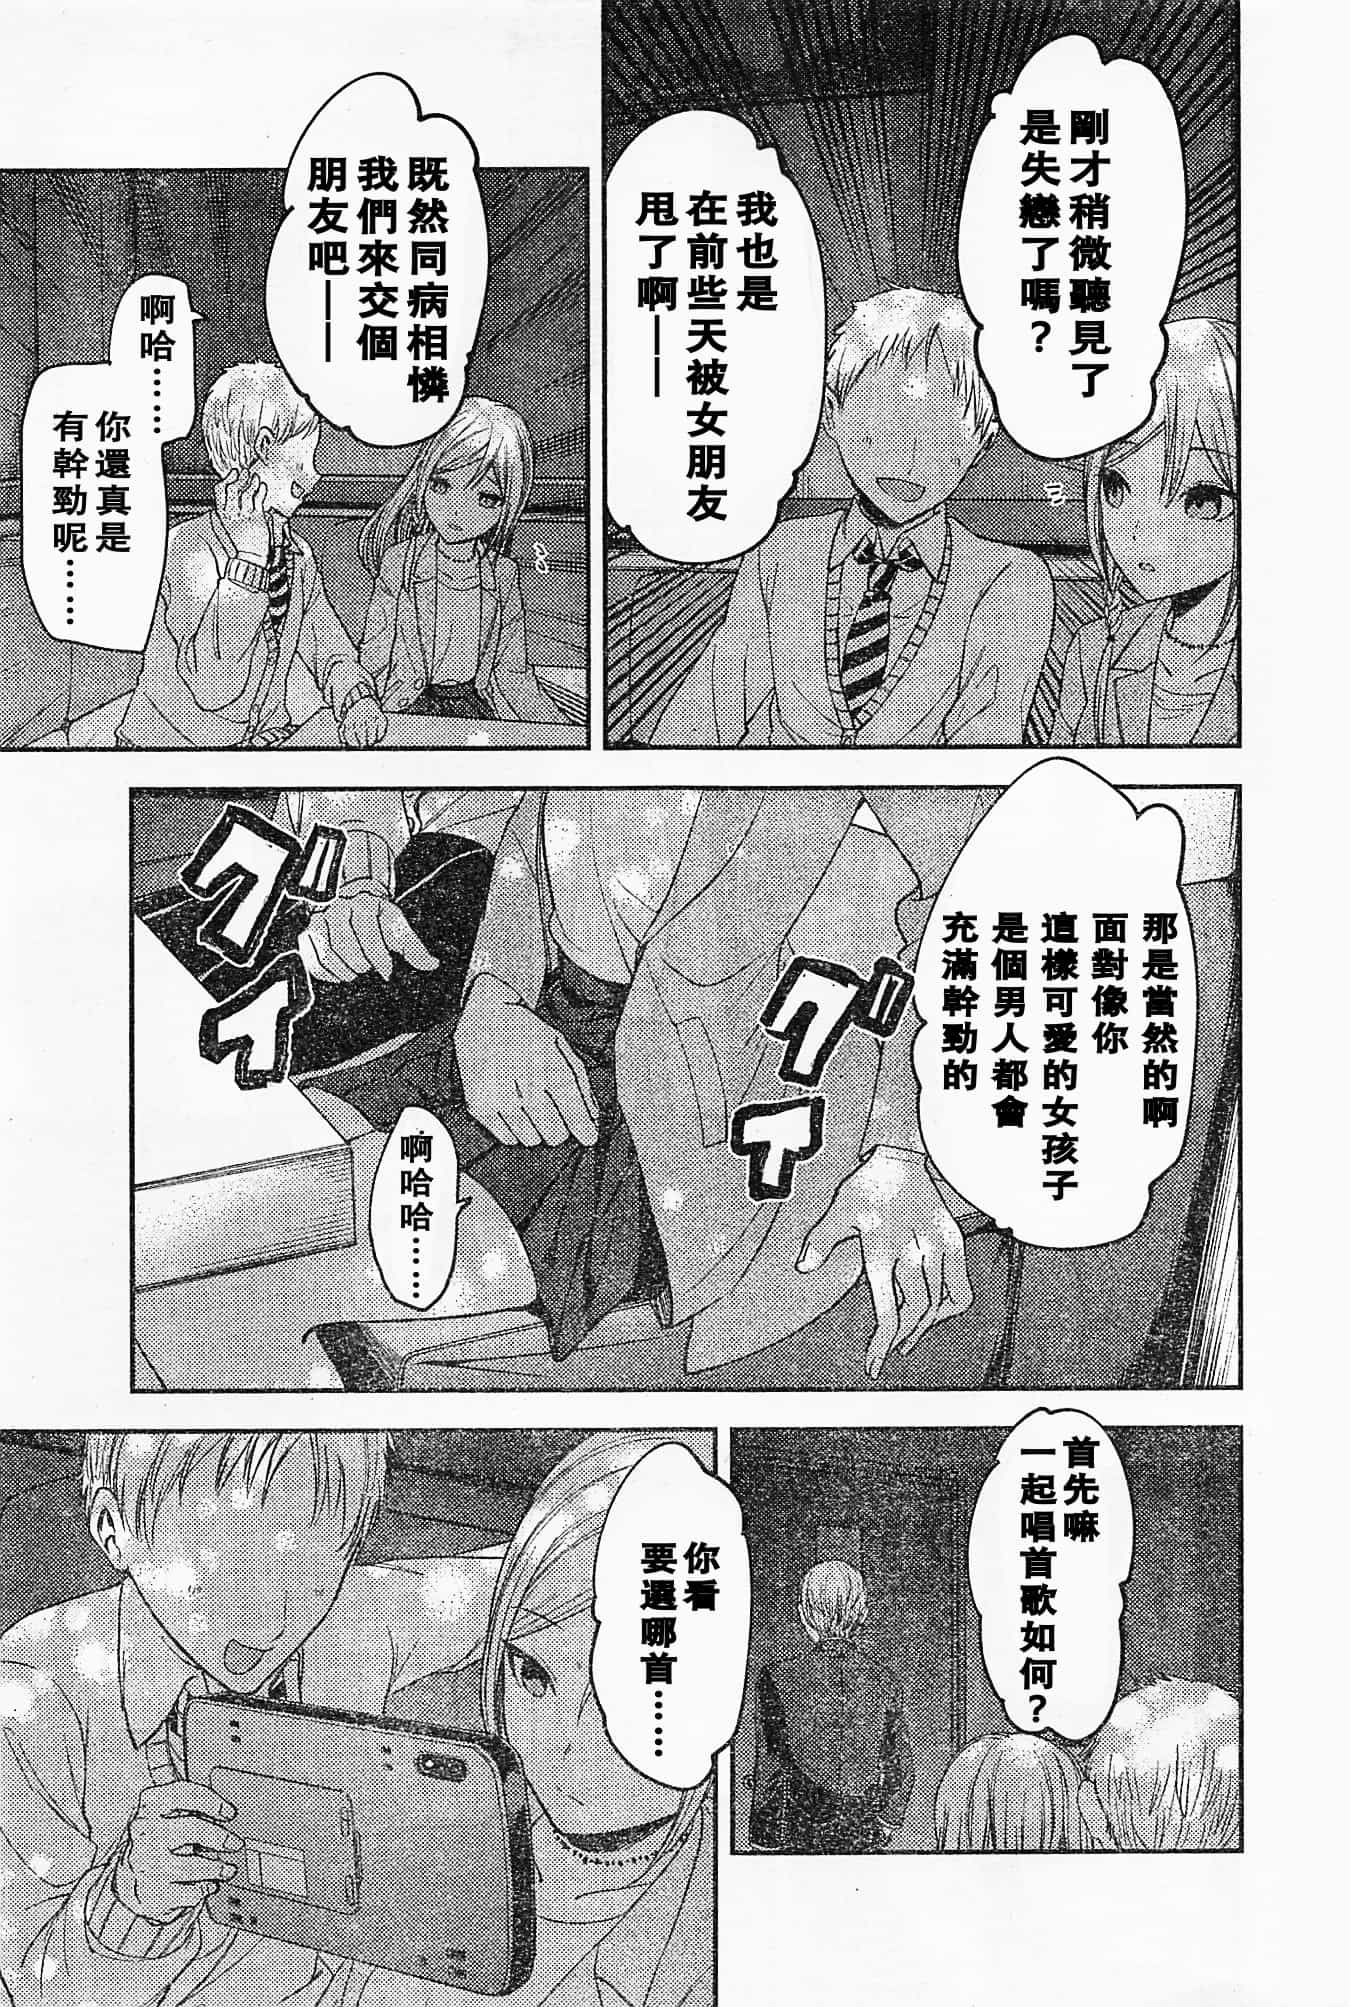 剛才稍微聽見了
是失戀了嗎？
我也是
在前些天被女朋友
甩了啊——
既然同病相憐
我們來交個
朋友吧——
啊哈……
你還真是
有幹勁呢……
那是當然的啊
面對像你
這樣可愛的女孩子
是個男人都會
充滿幹勁的
グイ
グイ
啊哈哈……
首先嘛
一起唱首歌如何？
你看
要選哪首……